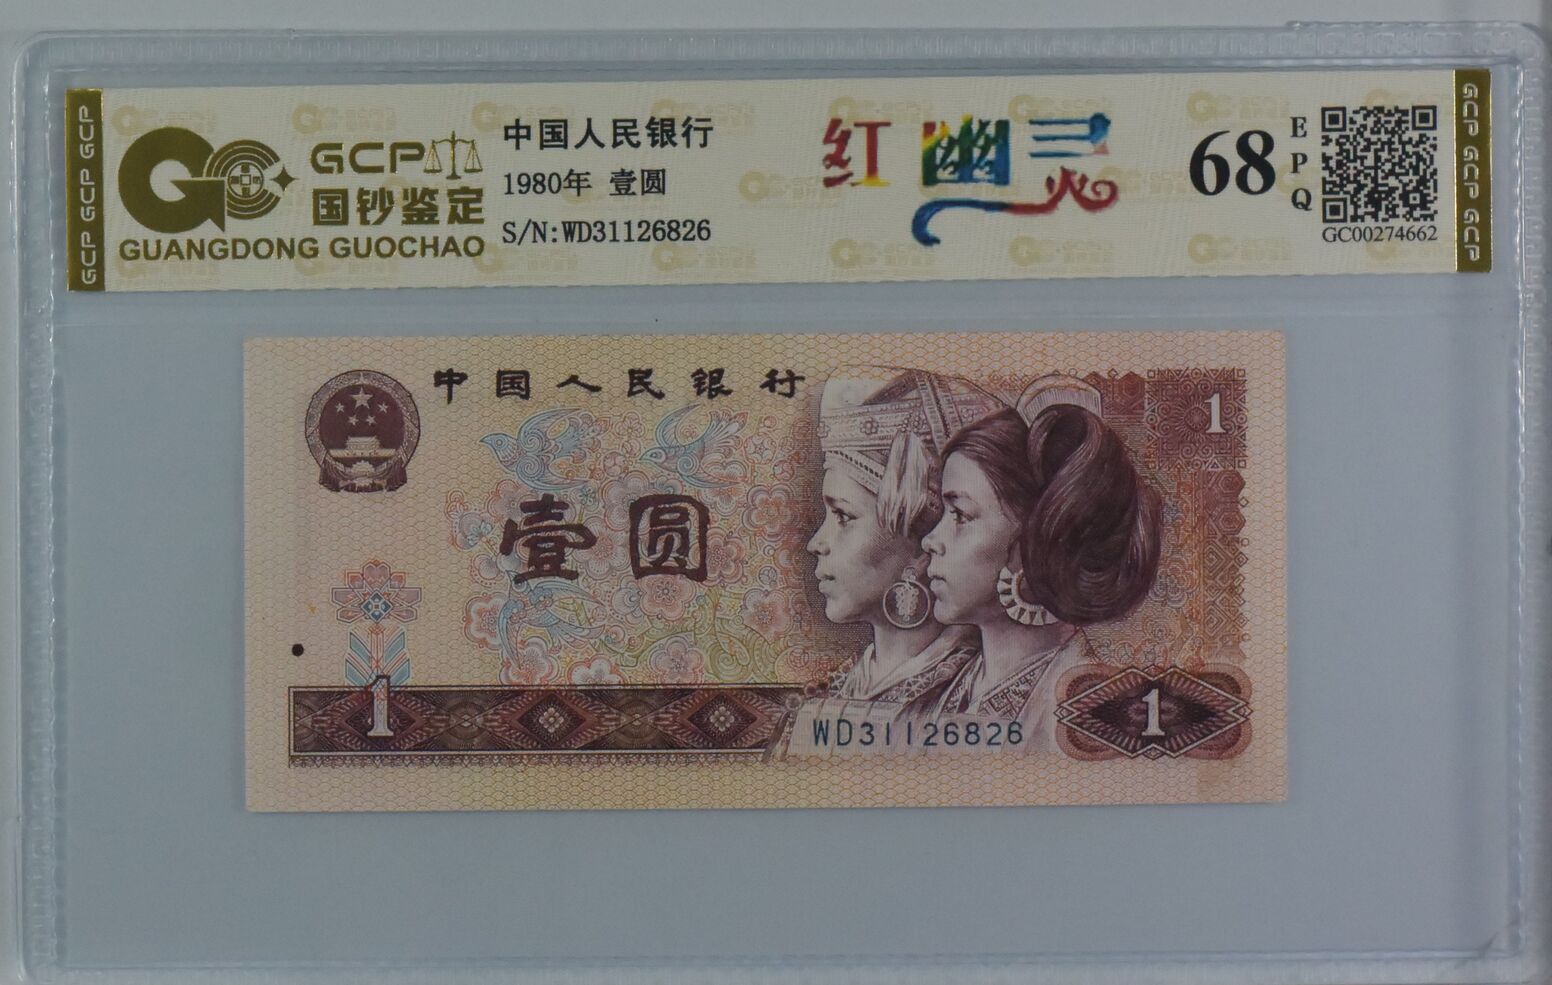 GCP GCP GCP
GCP
国钞鉴定
GUANGDONG GUOCHAO
中国人民银行
1980年 壹圆
S/N:WD31126826
红幽灵
68
EPQ
GC00274662
GCP GCP GCP
中国人民银行
1
壹圆
1
WD31126826
1